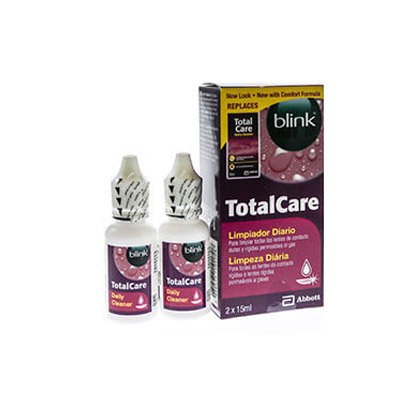 New Look • Now with Comfort Formula
REPLACES
Total
Care
Daily Cleaner
blink
TotalCare
Limpiador Diario
Para limpiar todas las lentes de contacto
duras y rígidas permeables al gas
Limpeza Diária
Para todas as lentes de contacto
rígidas e lentes rígidas
permeáveis a gases
2 x 15ml
Abbott
blink
TotalCare
Daily
Cleaner
blink
TotalCare
Daily
Cleaner